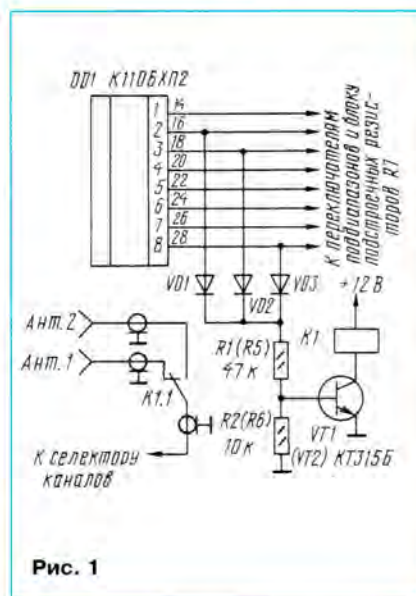 DD1 К1106ХП2
1 14
2 16
3 18
4 20
5 22
6 24
7 26
8 28
К переключателям
поддиапазонов и блоку
подстроечных резис-
торов R7
+12 В
VD1
VD2
VD3
К1
Ант. 2
Ант. 1
К1.1
R1(R5)
47 к
R2(R6)
10 к
VT1
(VT2) КТ315Б
К селектору
каналов
Рис. 1